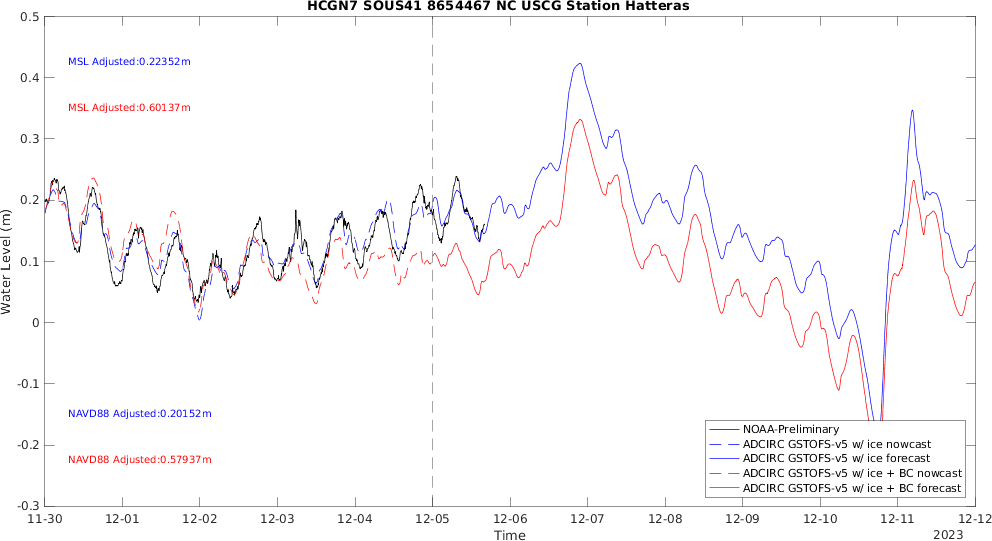 HCGN7 SOUS41 8654467 NC USCG Station Hatteras
0.5
0.4
0.3
0.2
0.1
0
-0.1
-0.2
-0.3
Water Level (m)
MSL Adjusted:0.22352m
MSL Adjusted:0.60137m
NAVD88 Adjusted:0.20152m
NAVD88 Adjusted:0.57937m
NOAA-Preliminary
ADCIRC GSTOFS-v5 w/ ice nowcast
ADCIRC GSTOFS-v5 w/ ice forecast
ADCIRC GSTOFS-v5 w/ ice + BC nowcast
ADCIRC GSTOFS-v5 w/ ice + BC forecast
11-30 12-01 12-02 12-03 12-04 12-05 12-06 12-07 12-08 12-09 12-10 12-11 12-12
Time
2023